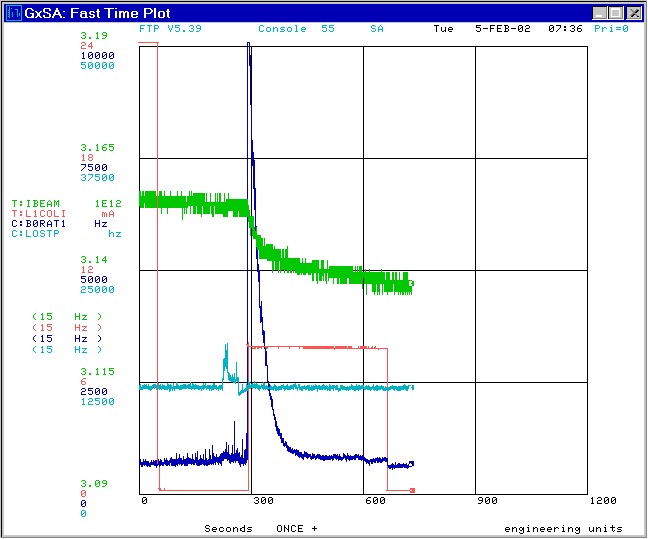 GxSA: Fast Time Plot
FTP V5.39 Console 55 SA Tue 5-FEB-02 07:36 Pri=0
3.19
24
10000
50000
3.165
18
7500
37500
T:IBEAM 1E12
T:L1COLI mA
C:B0RAT1 Hz
C:LOSTP hz
3.14
12
5000
25000
(15 Hz )
(15 Hz )
(15 Hz )
(15 Hz )
3.115
6
2500
12500
3.09
0
0
0
0 300 600 900 1200
Seconds ONCE + engineering units